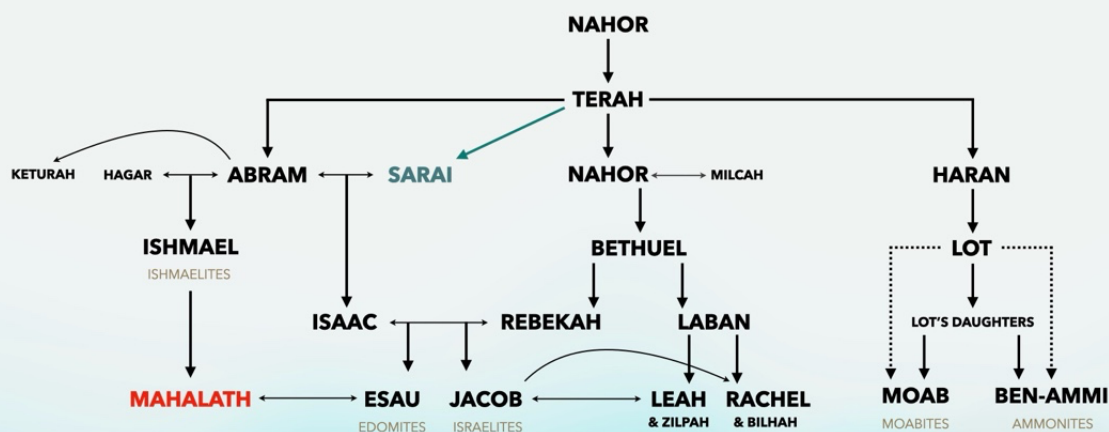 NAHOR
TERAH
KETURAH HAGAR ABRAM SARAI NAHOR MILCAH HARAN
ISHMAEL BETHUEL LOT
ISHMAELITES
ISAAC REBEKAH LABAN LOT'S DAUGHTERS
MAHALATH ESAU JACOB LEAH RACHEL MOAB BEN-AMMI
& ZILPAH & BILHAH
EDOMITES ISRAELITES MOABITES AMMONITES